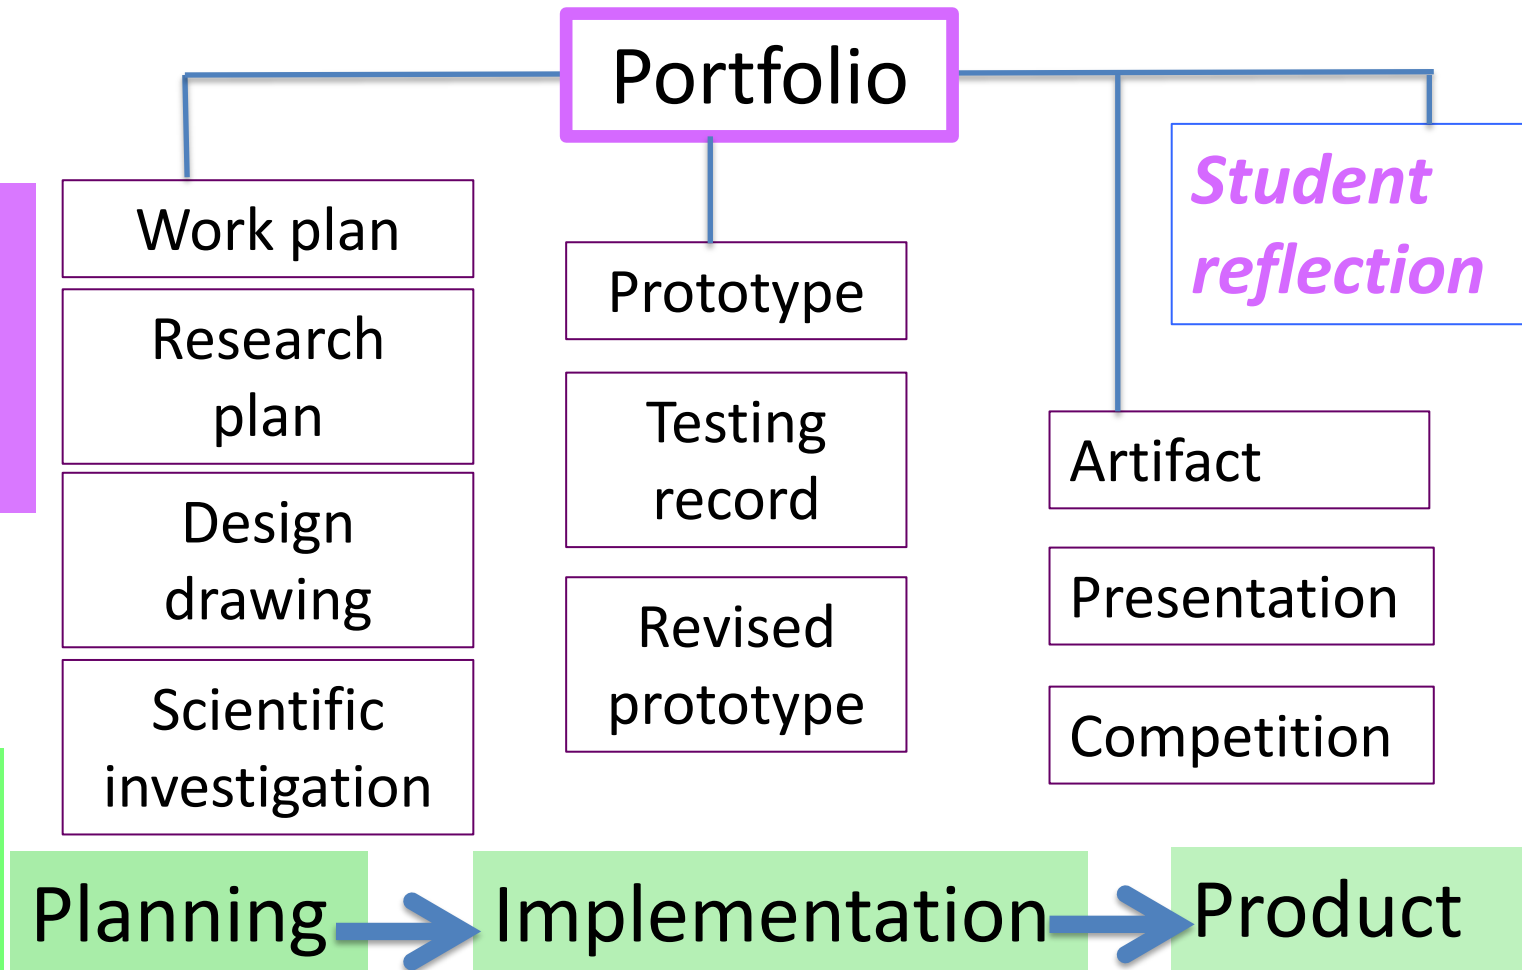 Portfolio
Work plan
Research
plan
Design
drawing
Scientific
investigation
Prototype
Testing
record
Revised
prototype
Student
reflection
Artifact
Presentation
Competition
Planning
Implementation
Product